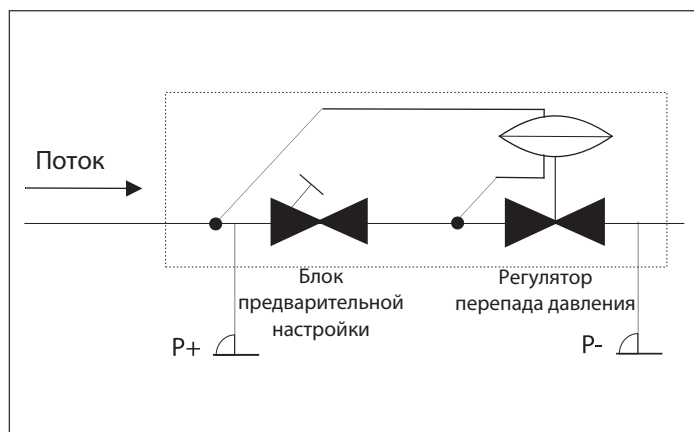 Поток
Блок
предварительной
настройки
Регулятор
перепада давления
P+
P-